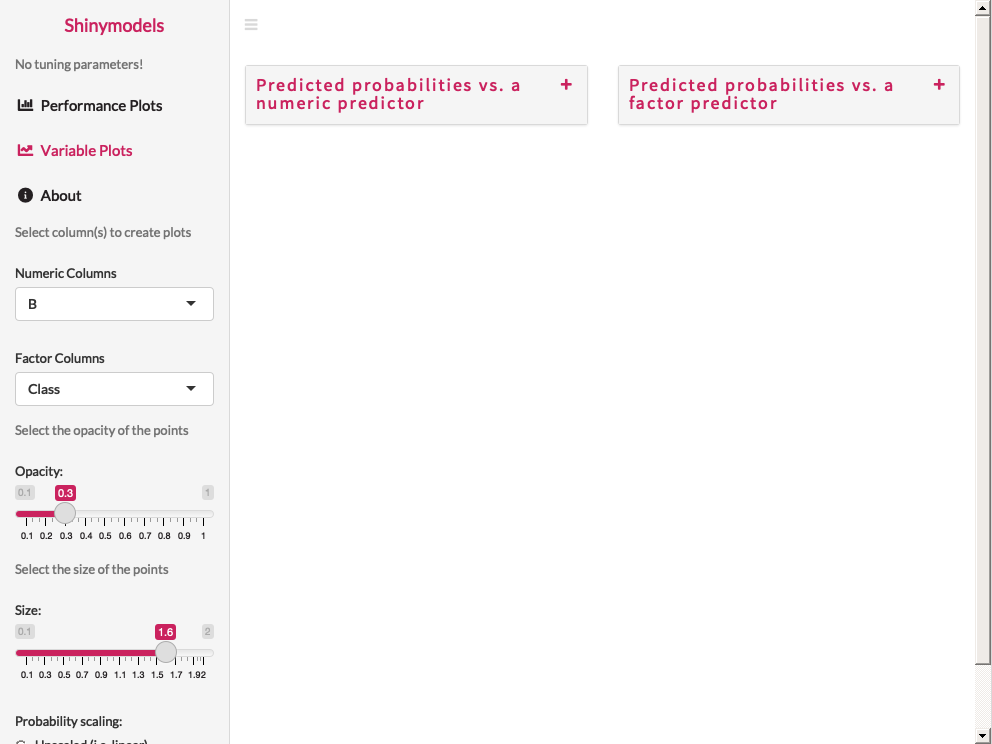 Shinymodels
No tuning parameters!
Performance Plots
Variable Plots
About
Select column(s) to create plots
Numeric Columns
B
Factor Columns
Class
Select the opacity of the points
Opacity:
0.1 0.3 1
0.1 0.2 0.3 0.4 0.5 0.6 0.7 0.8 0.9 1
Select the size of the points
Size:
0.1 1.6 2
0.1 0.3 0.5 0.7 0.9 1.1 1.3 1.5 1.7 1.92
Probability scaling:
Unscaled (i.e. linear)
Predicted probabilities vs. a
numeric predictor
Predicted probabilities vs. a
factor predictor